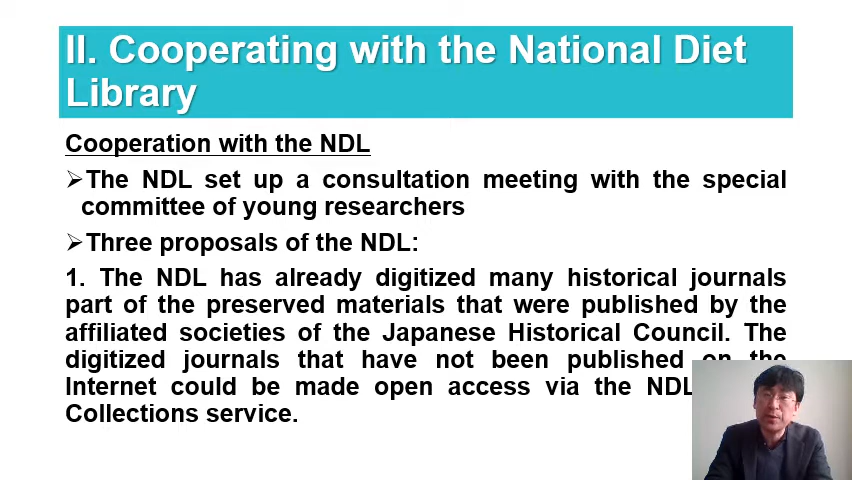 II. Cooperating with the National Diet
Library
Cooperation with the NDL
➢The NDL set up a consultation meeting with the special
committee of young researchers
➢Three proposals of the NDL:
1. The NDL has already digitized many historical journals
part of the preserved materials that were published by the
affiliated societies of the Japanese Historical Council. The
digitized journals that have not been published on the
Internet could be made open access via the NDL
Collections service.